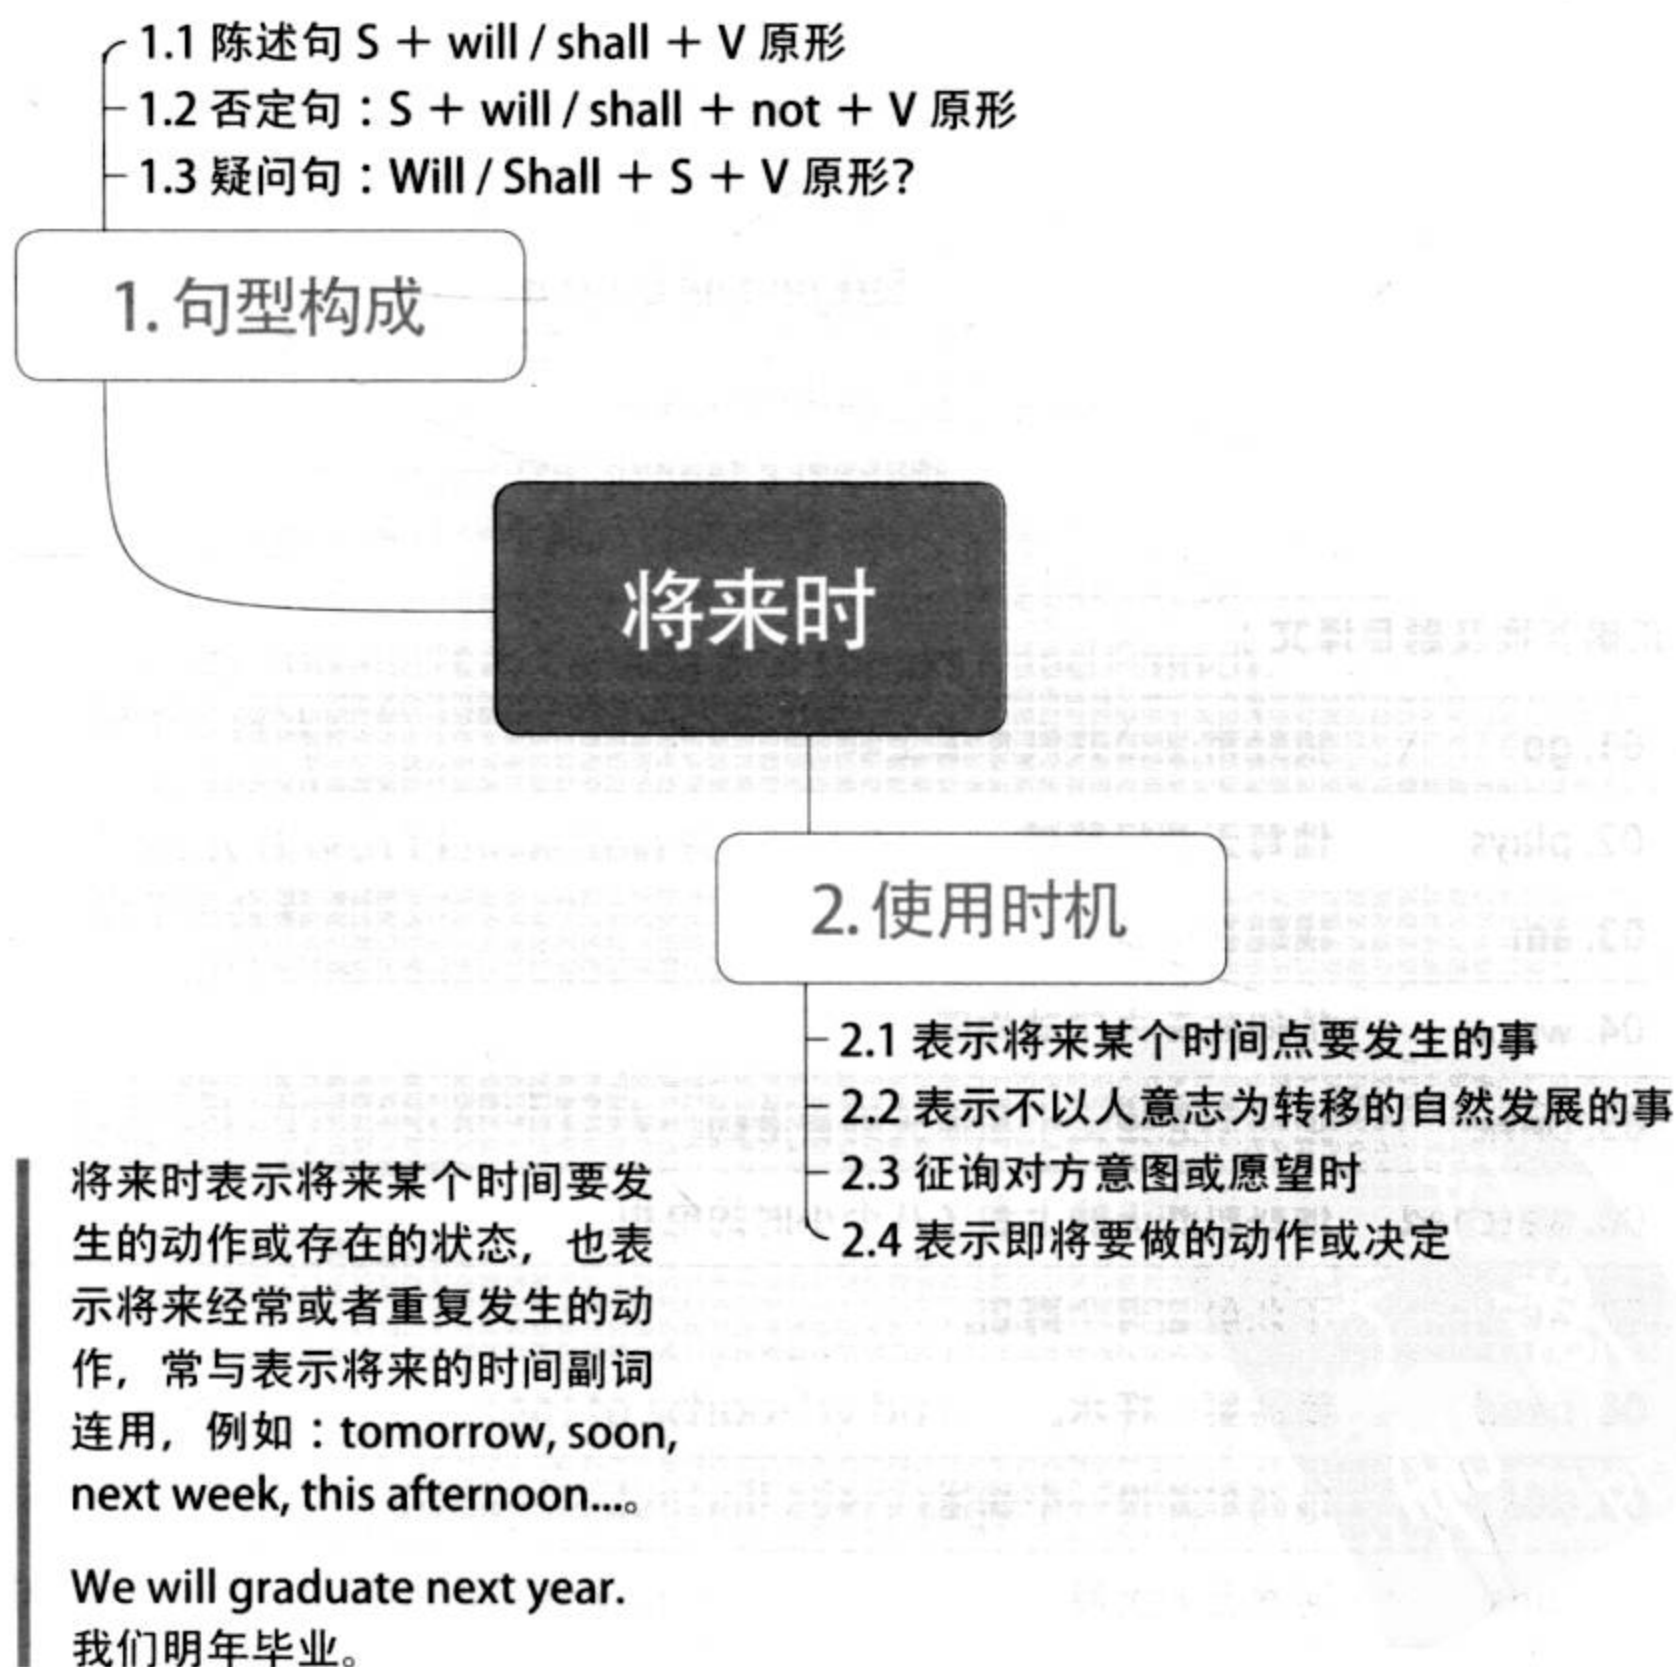 1.1 陈述句 S + will / shall + V 原形
1.2 否定句：S + will / shall + not + V 原形
1.3 疑问句：Will / Shall + S + V 原形?
1. 句型构成
将来时
2. 使用时机
2.1 表示将来某个时间点要发生的事
2.2 表示不以人意志为转移的自然发展的事
2.3 征询对方意图或愿望时
2.4 表示即将要做的动作或决定
将来时表示将来某个时间要发
生的动作或存在的状态，也表
示将来经常或者重复发生的动
作，常与表示将来的时间副词
连用，例如：tomorrow, soon,
next week, this afternoon...。
We will graduate next year.
我们明年毕业。